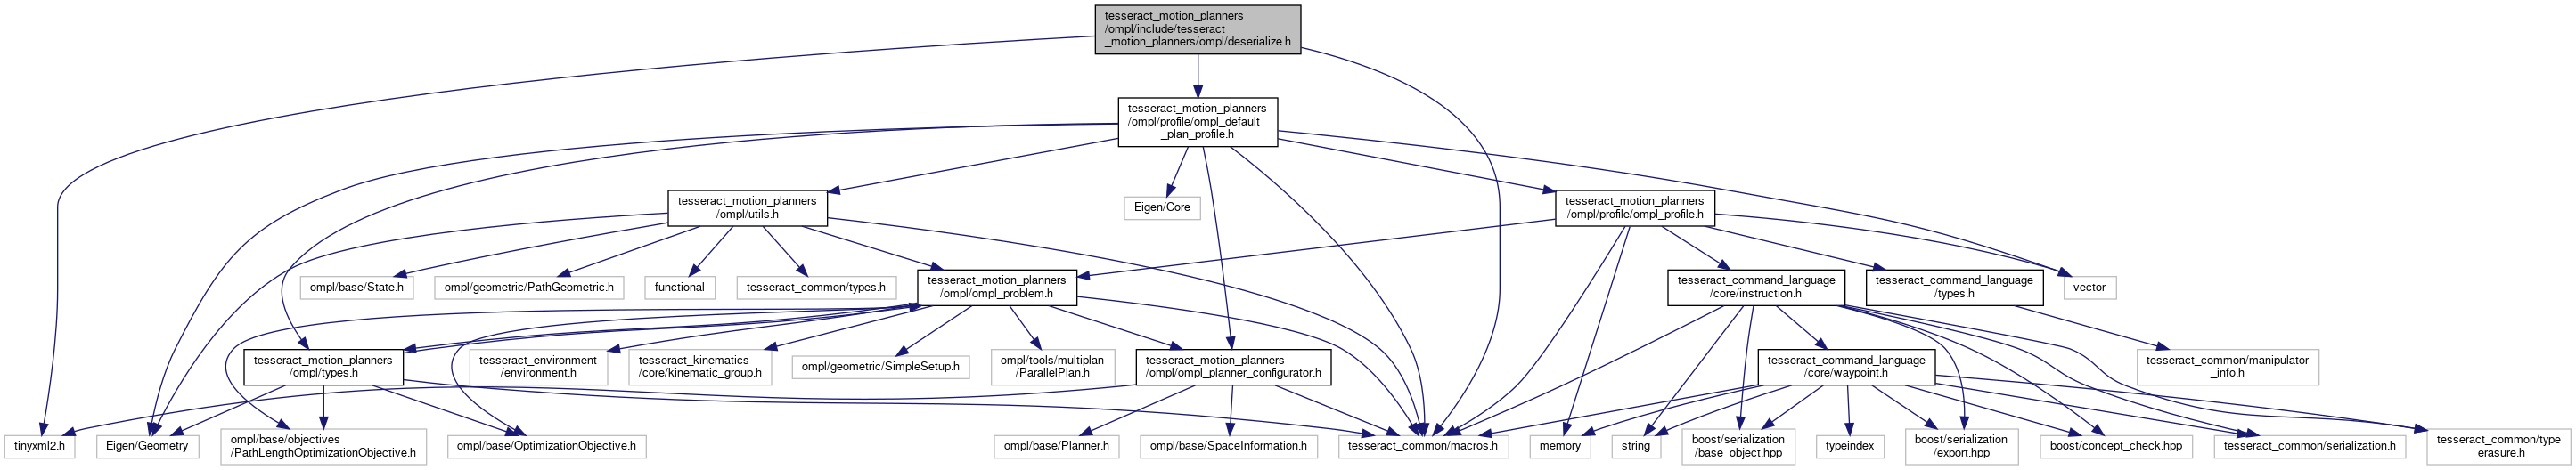 tesseract_motion_planners
/ompl/include/tesseract
_motion_planners/ompl/deserialize.h
tesseract_motion_planners
/ompl/profile/ompl_default
_plan_profile.h
tesseract_motion_planners
/ompl/utils.h
Eigen/Core
tesseract_motion_planners
/ompl/profile/ompl_profile.h
ompl/base/State.h
ompl/geometric/PathGeometric.h
functional
tesseract_common/types.h
tesseract_motion_planners
/ompl/ompl_problem.h
tesseract_command_language
/core/instruction.h
tesseract_command_language
/types.h
vector
tesseract_motion_planners
/ompl/types.h
tesseract_environment
/environment.h
tesseract_kinematics
/core/kinematic_group.h
ompl/geometric/SimpleSetup.h
ompl/tools/multiplan
/ParallelPlan.h
tesseract_motion_planners
/ompl/ompl_planner_configurator.h
tesseract_command_language
/core/waypoint.h
tesseract_common/manipulator
_info.h
tinyxml2.h
Eigen/Geometry
ompl/base/objectives
/PathLengthOptimizationObjective.h
ompl/base/OptimizationObjective.h
ompl/base/Planner.h
ompl/base/SpaceInformation.h
tesseract_common/macros.h
memory
string
boost/serialization
/base_object.hpp
typeindex
boost/serialization
/export.hpp
boost/concept_check.hpp
tesseract_common/serialization.h
tesseract_common/type
_erasure.h